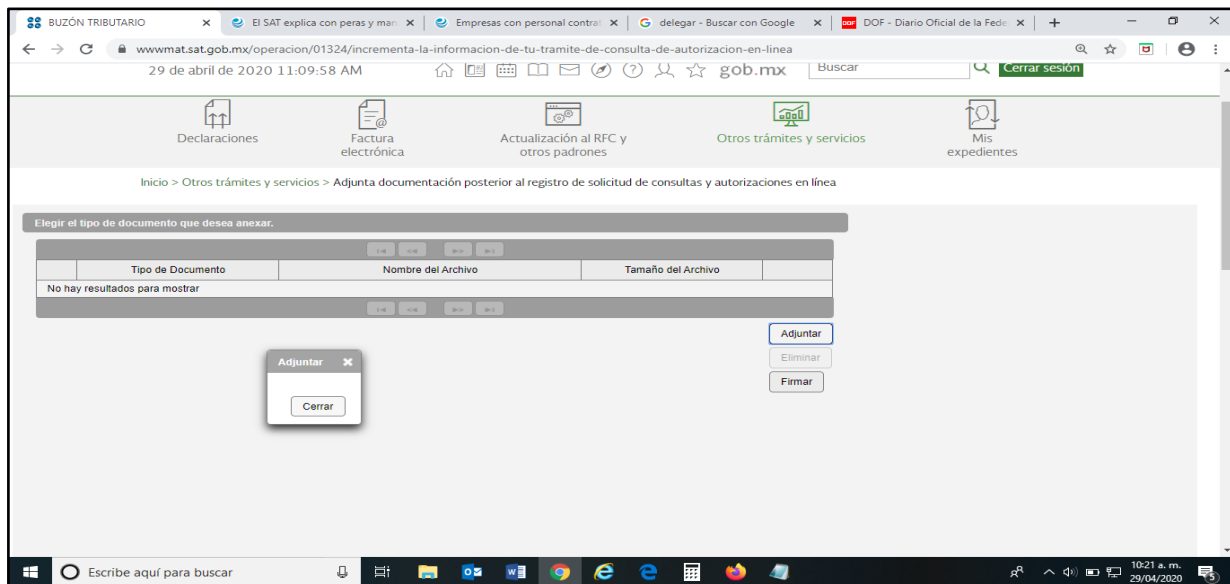 BUZÓN TRIBUTARIO
El SAT explica con peras y man
Empresas con personal contrat
delegar - Buscar con Google
DOF - Diario Oficial de la Fede
wwwmat.sat.gob.mx/operacion/01324/incrementa-la-informacion-de-tu-tramite-de-consulta-de-autorizacion-en-linea
29 de abril de 2020 11:09:58 AM
gob.mx
Buscar
Cerrar sesión
Declaraciones
Factura
electrónica
Actualización al RFC y
otros padrones
Otros trámites y servicios
Mis
expedientes
Inicio > Otros trámites y servicios > Adjunta documentación posterior al registro de solicitud de consultas y autorizaciones en línea
Elegir el tipo de documento que desea anexar.
Tipo de Documento
Nombre del Archivo
Tamaño del Archivo
No hay resultados para mostrar
Adjuntar
Eliminar
Firmar
Adjuntar
Cerrar
Escribe aquí para buscar
10:21 a. m.
29/04/2020